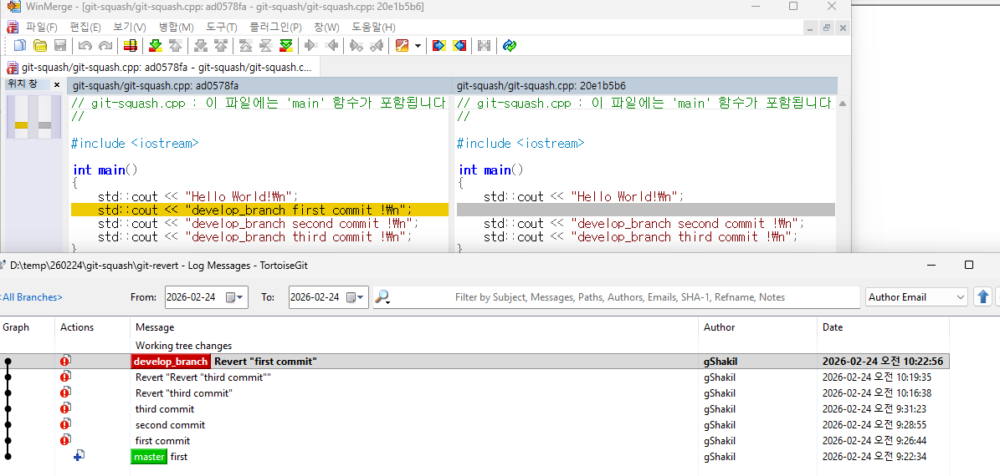 WinMerge - [git-squash/git-squash.cpp: ad0578fa - git-squash/git-squash.cpp: 20e1b5b6]
파일(F) 편집(E) 보기(V) 병합(M) 도구(T) 플러그인(P) 창(W) 도움말(H)
git-squash/git-squash.cpp: ad0578fa - git-squash/git-squash.c...
위치 창 ×
git-squash/git-squash.cpp: ad0578fa
// git-squash.cpp : 이 파일에는 'main' 함수가 포함됩니다
//
#include <iostream>
int main()
{
std::cout << "Hello World!₩n";
std::cout << "develop_branch first commit !₩n";
std::cout << "develop_branch second commit !₩n";
std::cout << "develop_branch third commit !₩n";
}
git-squash/git-squash.cpp: 20e1b5b6
// git-squash.cpp : 이 파일에는 'main' 함수가 포함됩니다
//
#include <iostream>
int main()
{
std::cout << "Hello World!₩n";
std::cout << "develop_branch second commit !₩n";
std::cout << "develop_branch third commit !₩n";
}
D:\temp\260224\git-squash\git-revert - Log Messages - TortoiseGit
<All Branches> From: 2026-02-24 To: 2026-02-24 Filter by Subject, Messages, Paths, Authors, Emails, SHA-1, Refname, Notes Author Email
Graph Actions Message Author Date
Working tree changes
develop_branch Revert "first commit" gShakil 2026-02-24 오전 10:22:56
Revert "Revert "third commit"" gShakil 2026-02-24 오전 10:19:35
Revert "third commit" gShakil 2026-02-24 오전 10:16:38
third commit gShakil 2026-02-24 오전 9:31:23
second commit gShakil 2026-02-24 오전 9:28:55
first commit gShakil 2026-02-24 오전 9:26:44
master first gShakil 2026-02-24 오전 9:22:34